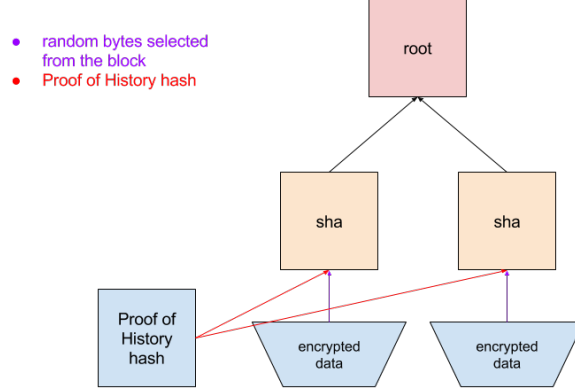 random bytes selected
from the block
Proof of History hash
root
sha
sha
Proof of
History
hash
encrypted
data
encrypted
data